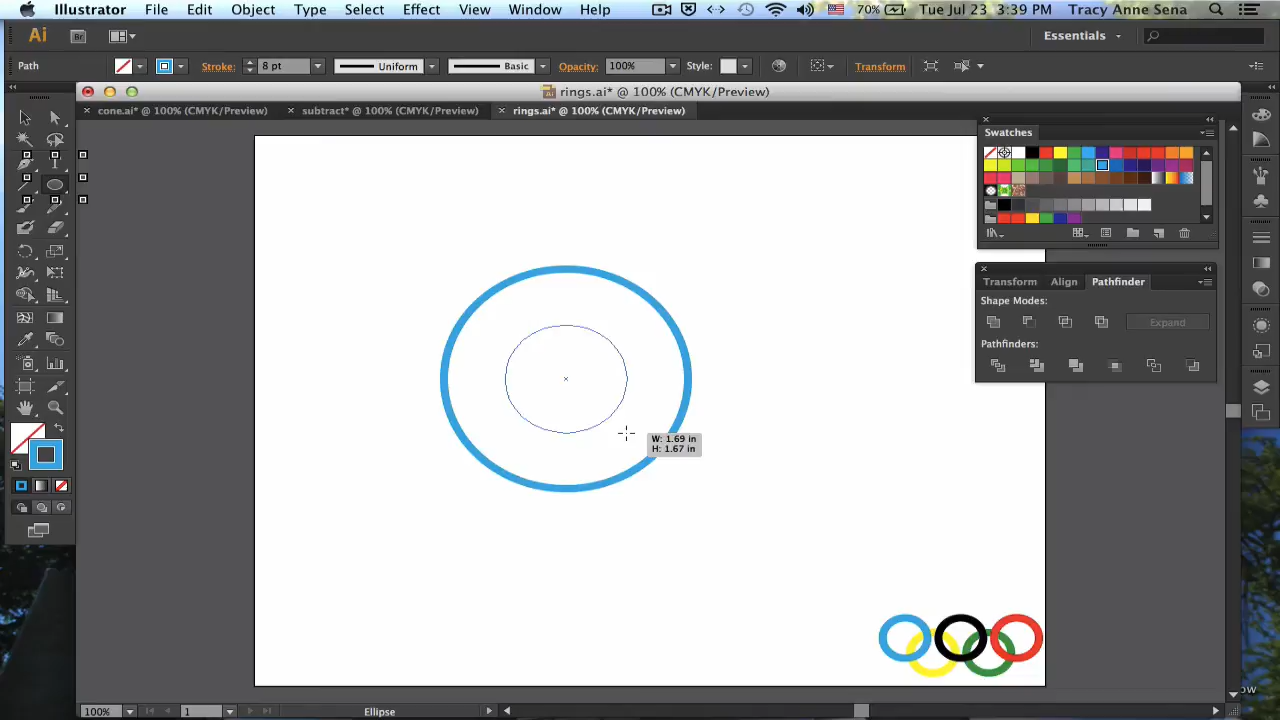 Illustrator File Edit Object Type Select Effect View Window Help 70% Tue Jul 23 3:39 PM Tracy Anne Sena
Ai Br Essentials
Path Stroke: 8 pt Uniform Basic Opacity: 100% Style: Transform
rings.ai* @ 100% (CMYK/Preview)
cone.ai* @ 100% (CMYK/Preview) subtract* @ 100% (CMYK/Preview) rings.ai* @ 100% (CMYK/Preview)
Swatches
Transform Align Pathfinder
Shape Modes:
Expand
Pathfinders:
W: 1.69 in
H: 1.67 in
100% 1 Ellipse